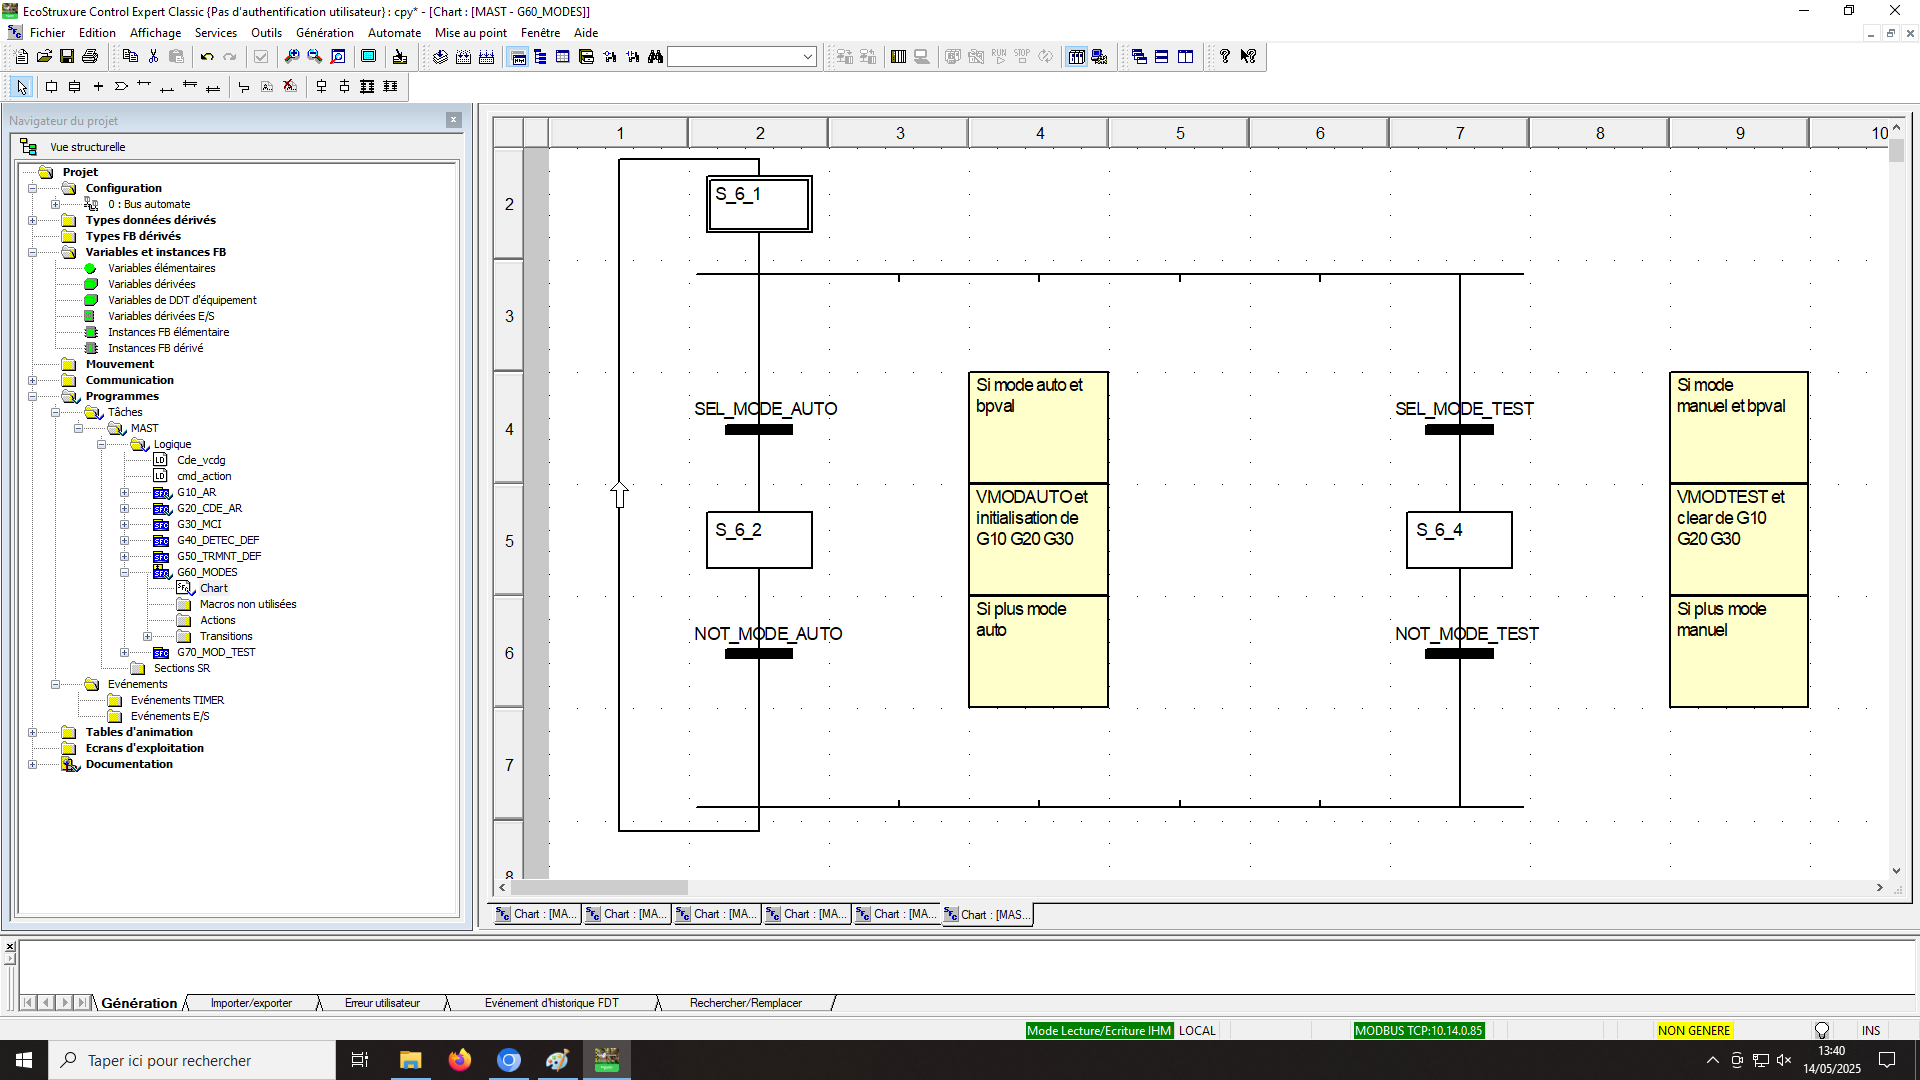 EcoStruxure Control Expert Classic {Pas d'authentification utilisateur} : cpy* - [Chart : [MAST - G60_MODES]]
Fichier Edition Affichage Services Outils Génération Automate Mise au point Fenêtre Aide
Navigateur du projet
Vue structurelle
Projet
Configuration
0 : Bus automate
Types données dérivés
Types FB dérivés
Variables et instances FB
Variables élémentaires
Variables dérivées
Variables de DDT d'équipement
Variables dérivées E/S
Instances FB élémentaire
Instances FB dérivé
Mouvement
Communication
Programmes
Tâches
MAST
Logique
Cde_vcdg
cmd_action
G10_AR
G20_CDE_AR
G30_MCI
G40_DETEC_DEF
G50_TRMNT_DEF
G60_MODES
Chart
Macros non utilisées
Actions
Transitions
G70_MOD_TEST
Sections SR
Evénements
Evénements TIMER
Evénements E/S
Tables d'animation
Ecrans d'exploitation
Documentation
1 2 3 4 5 6 7 8 9 10
2
3
4
5
6
7
8
S_6_1
SEL_MODE_AUTO
S_6_2
NOT_MODE_AUTO
Si mode auto et
bpval
VMODAUTO et
initialisation de
G10 G20 G30
Si plus mode
auto
SEL_MODE_TEST
S_6_4
NOT_MODE_TEST
Si mode
manuel et bpval
VMODTEST et
clear de G10
G20 G30
Si plus mode
manuel
Chart : [MA... Chart : [MA... Chart : [MA... Chart : [MA... Chart : [MA... Chart : [MAS...
Génération Importer/exporter Erreur utilisateur Evénement d'historique FDT Rechercher/Remplacer
Mode Lecture/Ecriture IHM LOCAL MODBUS TCP:10.14.0.85 NON GENERE INS
Taper ici pour rechercher
13:40
14/05/2025